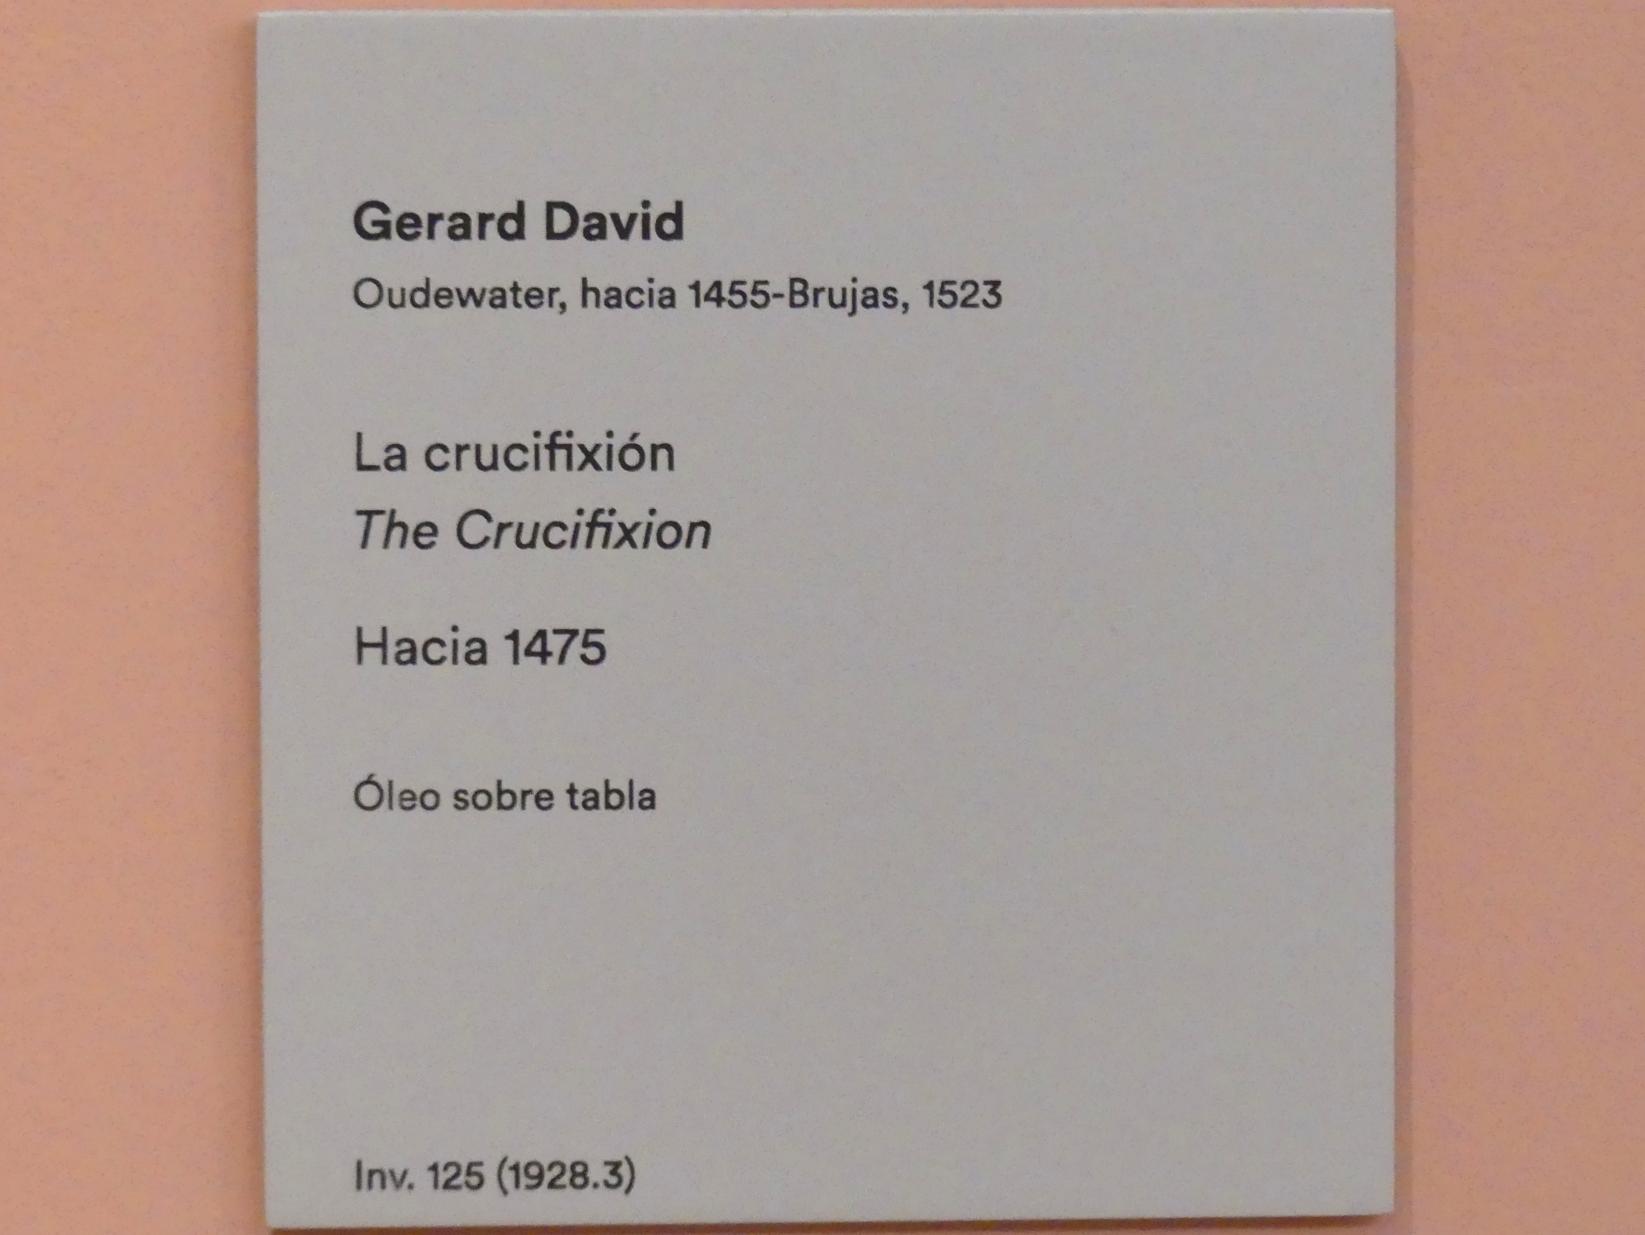 Gerard David
Oudewater, hacia 1455-Brujas, 1523
La crucifixión
The Crucifixion
Hacia 1475
Óleo sobre tabla
Inv. 125 (1928.3)